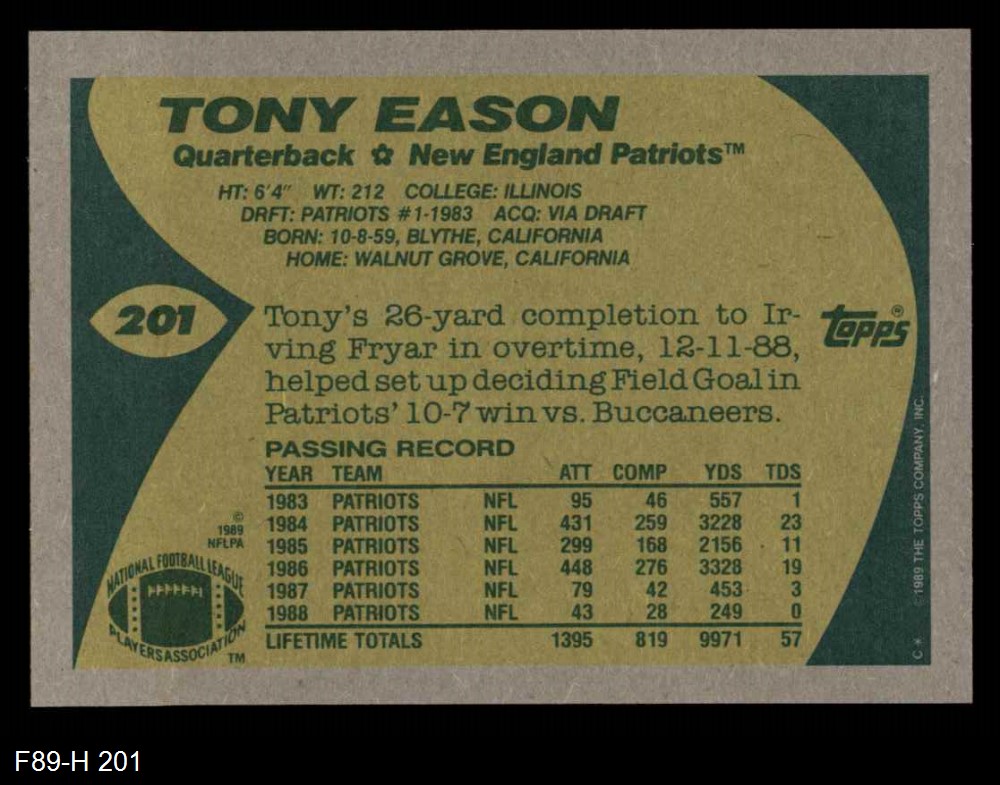 TONY EASON
Quarterback ✿ New England Patriots™
HT: 6'4" WT: 212 COLLEGE: ILLINOIS
DRFT: PATRIOTS #1-1983 ACQ: VIA DRAFT
BORN: 10-8-59, BLYTHE, CALIFORNIA
HOME: WALNUT GROVE, CALIFORNIA
201
Tony's 26-yard completion to Ir-
ving Fryar in overtime, 12-11-88,
helped set up deciding Field Goal in
Patriots' 10-7 win vs. Buccaneers.
topps®
PASSING RECORD
YEAR TEAM ATT COMP YDS TDS
1983 PATRIOTS NFL 95 46 557 1
1984 PATRIOTS NFL 431 259 3228 23
1985 PATRIOTS NFL 299 168 2156 11
1986 PATRIOTS NFL 448 276 3328 19
1987 PATRIOTS NFL 79 42 453 3
1988 PATRIOTS NFL 43 28 249 0
LIFETIME TOTALS 1395 819 9971 57
©
1989
NFLPA
NATIONAL FOOTBALL LEAGUE
PLAYERS ASSOCIATION
TM
© 1989 THE TOPPS COMPANY, INC.
C*
F89-H 201